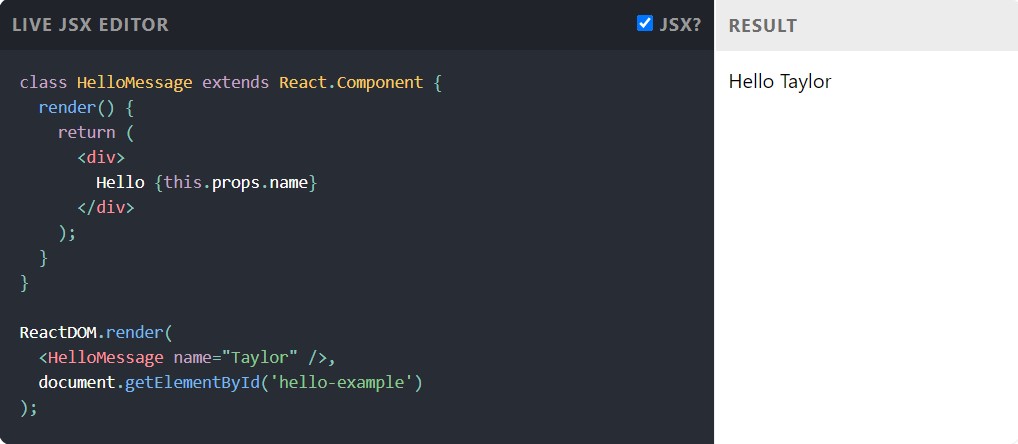 LIVE JSX EDITOR
JSX?
class HelloMessage extends React.Component {
  render() {
    return (
      <div>
        Hello {this.props.name}
      </div>
    );
  }
}

ReactDOM.render(
  <HelloMessage name="Taylor" />,
  document.getElementById('hello-example')
);
RESULT
Hello Taylor